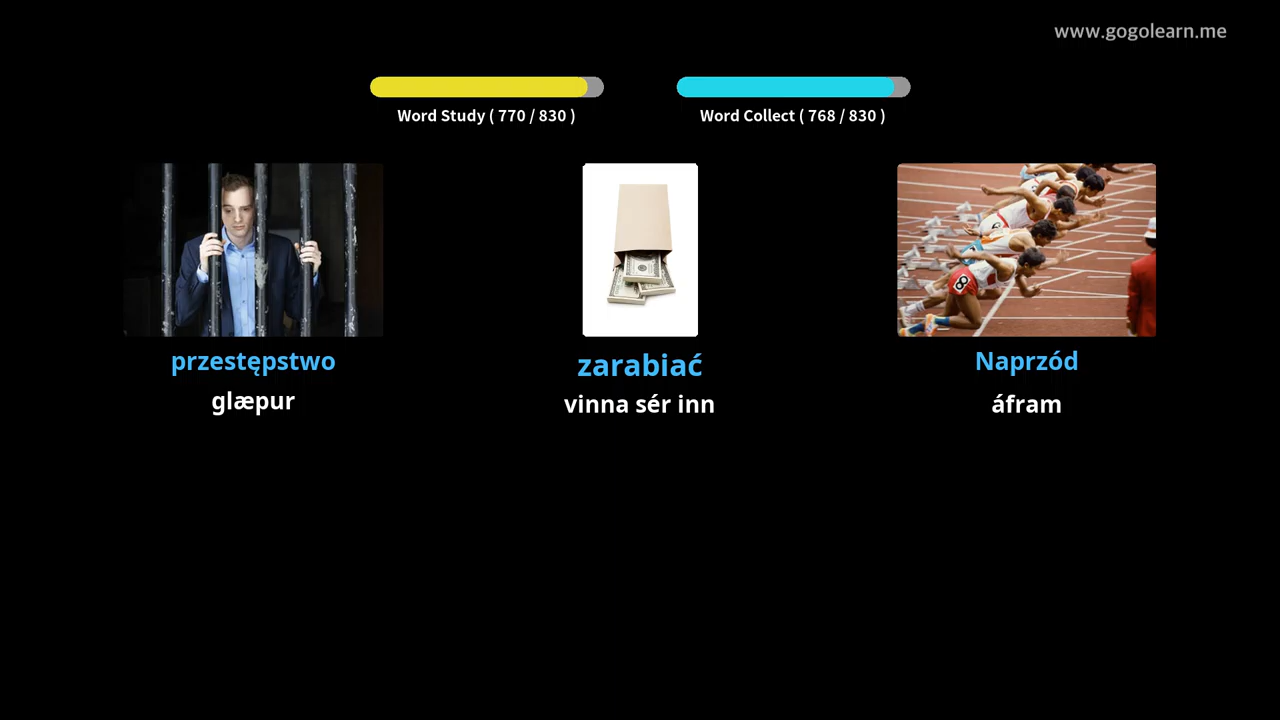 www.gogolearn.me
Word Study ( 770 / 830 )
Word Collect ( 768 / 830 )
przestępstwo
glæpur
zarabiać
vinna sér inn
Naprzód
áfram